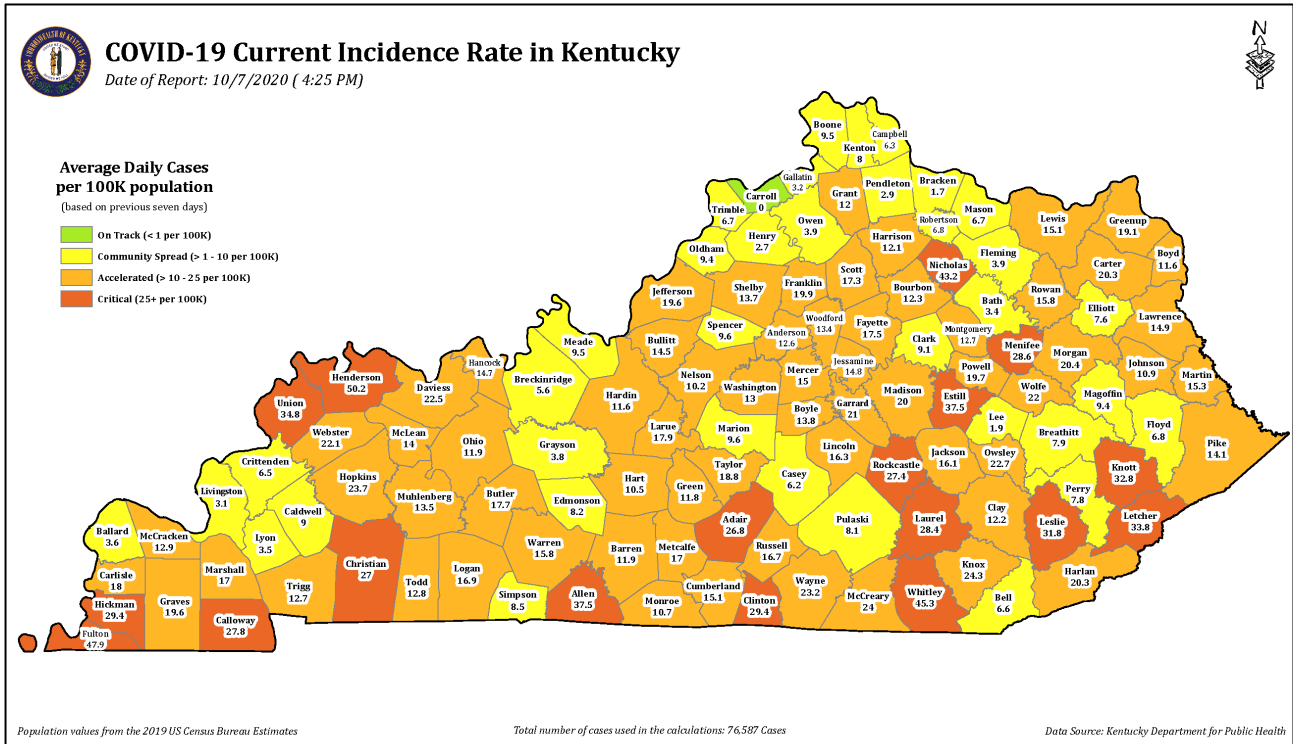 COVID-19 Current Incidence Rate in Kentucky
Date of Report: 10/7/2020 ( 4:25 PM)
N
Average Daily Cases
per 100K population
(based on previous seven days)
On Track (< 1 per 100K)
Community Spread (> 1 - 10 per 100K)
Accelerated (> 10 - 25 per 100K)
Critical (25+ per 100K)
Boone
9.5
Kenton
8
Campbell
6.3
Gallatin
3.2
Carroll
0
Grant
12
Pendleton
2.9
Bracken
1.7
Trimble
6.7
Owen
3.9
Robertson
6.8
Mason
6.7
Lewis
15.1
Greenup
19.1
Henry
2.7
Harrison
12.1
Oldham
9.4
Nicholas
43.2
Fleming
3.9
Carter
20.3
Boyd
11.6
Jefferson
19.6
Shelby
13.7
Franklin
19.9
Scott
17.3
Bourbon
12.3
Bath
3.4
Rowan
15.8
Elliott
7.6
Lawrence
14.9
Meade
9.5
Bullitt
14.5
Spencer
9.6
Anderson
12.6
Woodford
13.4
Fayette
17.5
Clark
9.1
Montgomery
12.7
Menifee
28.6
Morgan
20.4
Johnson
10.9
Martin
15.3
Hancock
14.7
Henderson
50.2
Daviess
22.5
Breckinridge
5.6
Hardin
11.6
Nelson
10.2
Washington
13
Mercer
15
Jessamine
14.8
Madison
20
Powell
19.7
Estill
37.5
Wolfe
22
Magoffin
9.4
Union
34.8
Webster
22.1
McLean
14
Ohio
11.9
Grayson
3.8
Larue
17.9
Marion
9.6
Boyle
13.8
Garrard
21
Lee
1.9
Breathitt
7.9
Floyd
6.8
Pike
14.1
Crittenden
6.5
Hopkins
23.7
Muhlenberg
13.5
Butler
17.7
Edmonson
8.2
Hart
10.5
Green
11.8
Taylor
18.8
Casey
6.2
Lincoln
16.3
Rockcastle
27.4
Jackson
16.1
Owsley
22.7
Perry
7.8
Knott
32.8
Livingston
3.1
Caldwell
9
Lyon
3.5
Ballard
3.6
McCracken
12.9
Warren
15.8
Barren
11.9
Metcalfe
17
Adair
26.8
Russell
16.7
Pulaski
8.1
Laurel
28.4
Clay
12.2
Leslie
31.8
Letcher
33.8
Carlisle
18
Marshall
17
Christian
27
Trigg
12.7
Todd
12.8
Logan
16.9
Simpson
8.5
Allen
37.5
Monroe
10.7
Cumberland
15.1
Clinton
29.4
Wayne
23.2
McCreary
24
Whitley
45.3
Knox
24.3
Bell
6.6
Harlan
20.3
Hickman
29.4
Graves
19.6
Calloway
27.8
Fulton
47.9
Population values from the 2019 US Census Bureau Estimates
Total number of cases used in the calculations: 76,587 Cases
Data Source: Kentucky Department for Public Health